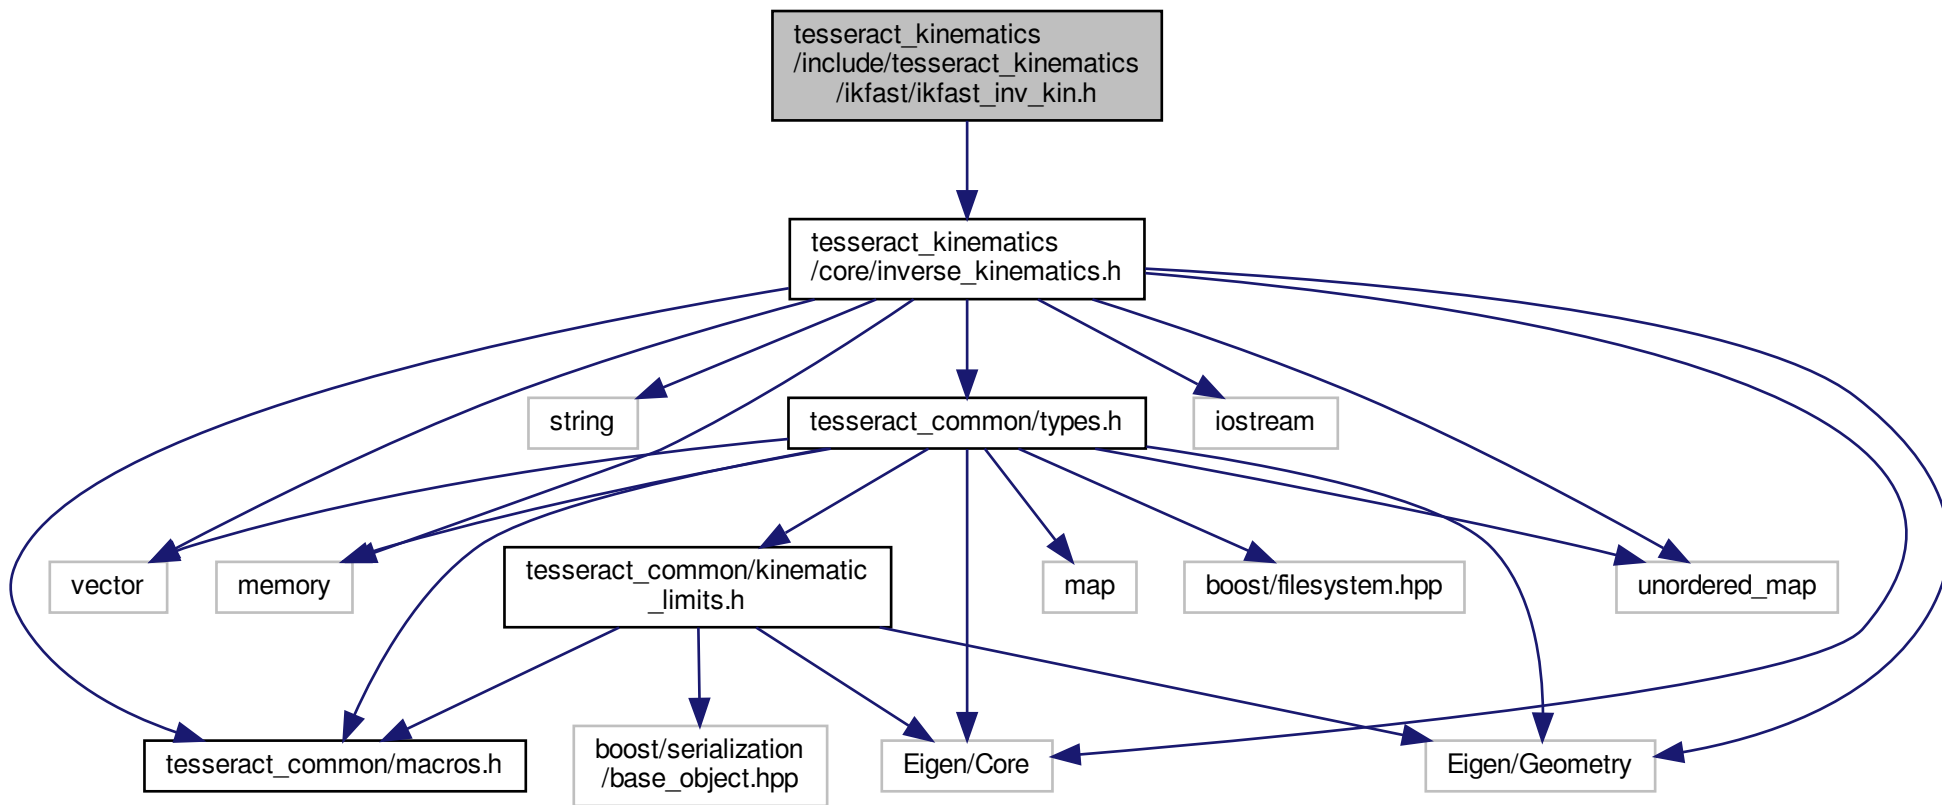 tesseract_kinematics
/include/tesseract_kinematics
/ikfast/ikfast_inv_kin.h
tesseract_kinematics
/core/inverse_kinematics.h
string
tesseract_common/types.h
iostream
vector
memory
tesseract_common/kinematic
_limits.h
map
boost/filesystem.hpp
unordered_map
tesseract_common/macros.h
boost/serialization
/base_object.hpp
Eigen/Core
Eigen/Geometry